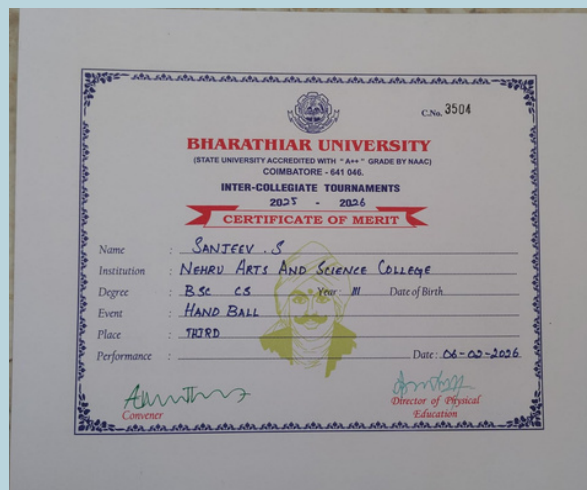 C.No. 3504
BHARATHIAR UNIVERSITY
(STATE UNIVERSITY ACCREDITED WITH "A++" GRADE BY NAAC)
COIMBATORE - 641 046.
INTER-COLLEGIATE TOURNAMENTS
2025 - 2026
CERTIFICATE OF MERIT
Name : SANJEEV . S
Institution : NEHRU ARTS AND SCIENCE COLLEGE
Degree : BSC CS Year : III Date of Birth
Event : HAND BALL
Place : THIRD
Performance : Date : 06-02-2026
Convener
Director of Physical
Education